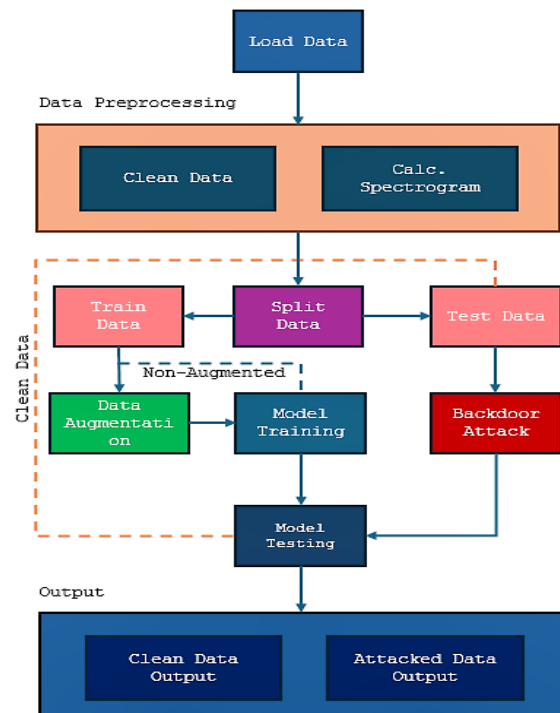 Load Data
Data Preprocessing
Clean Data
Calc.
Spectrogram
Clean Data
Train
Data
Split
Data
Test Data
Non-Augmented
Data
Augmentati
on
Model
Training
Backdoor
Attack
Model
Testing
Output
Clean Data
Output
Attacked Data
Output